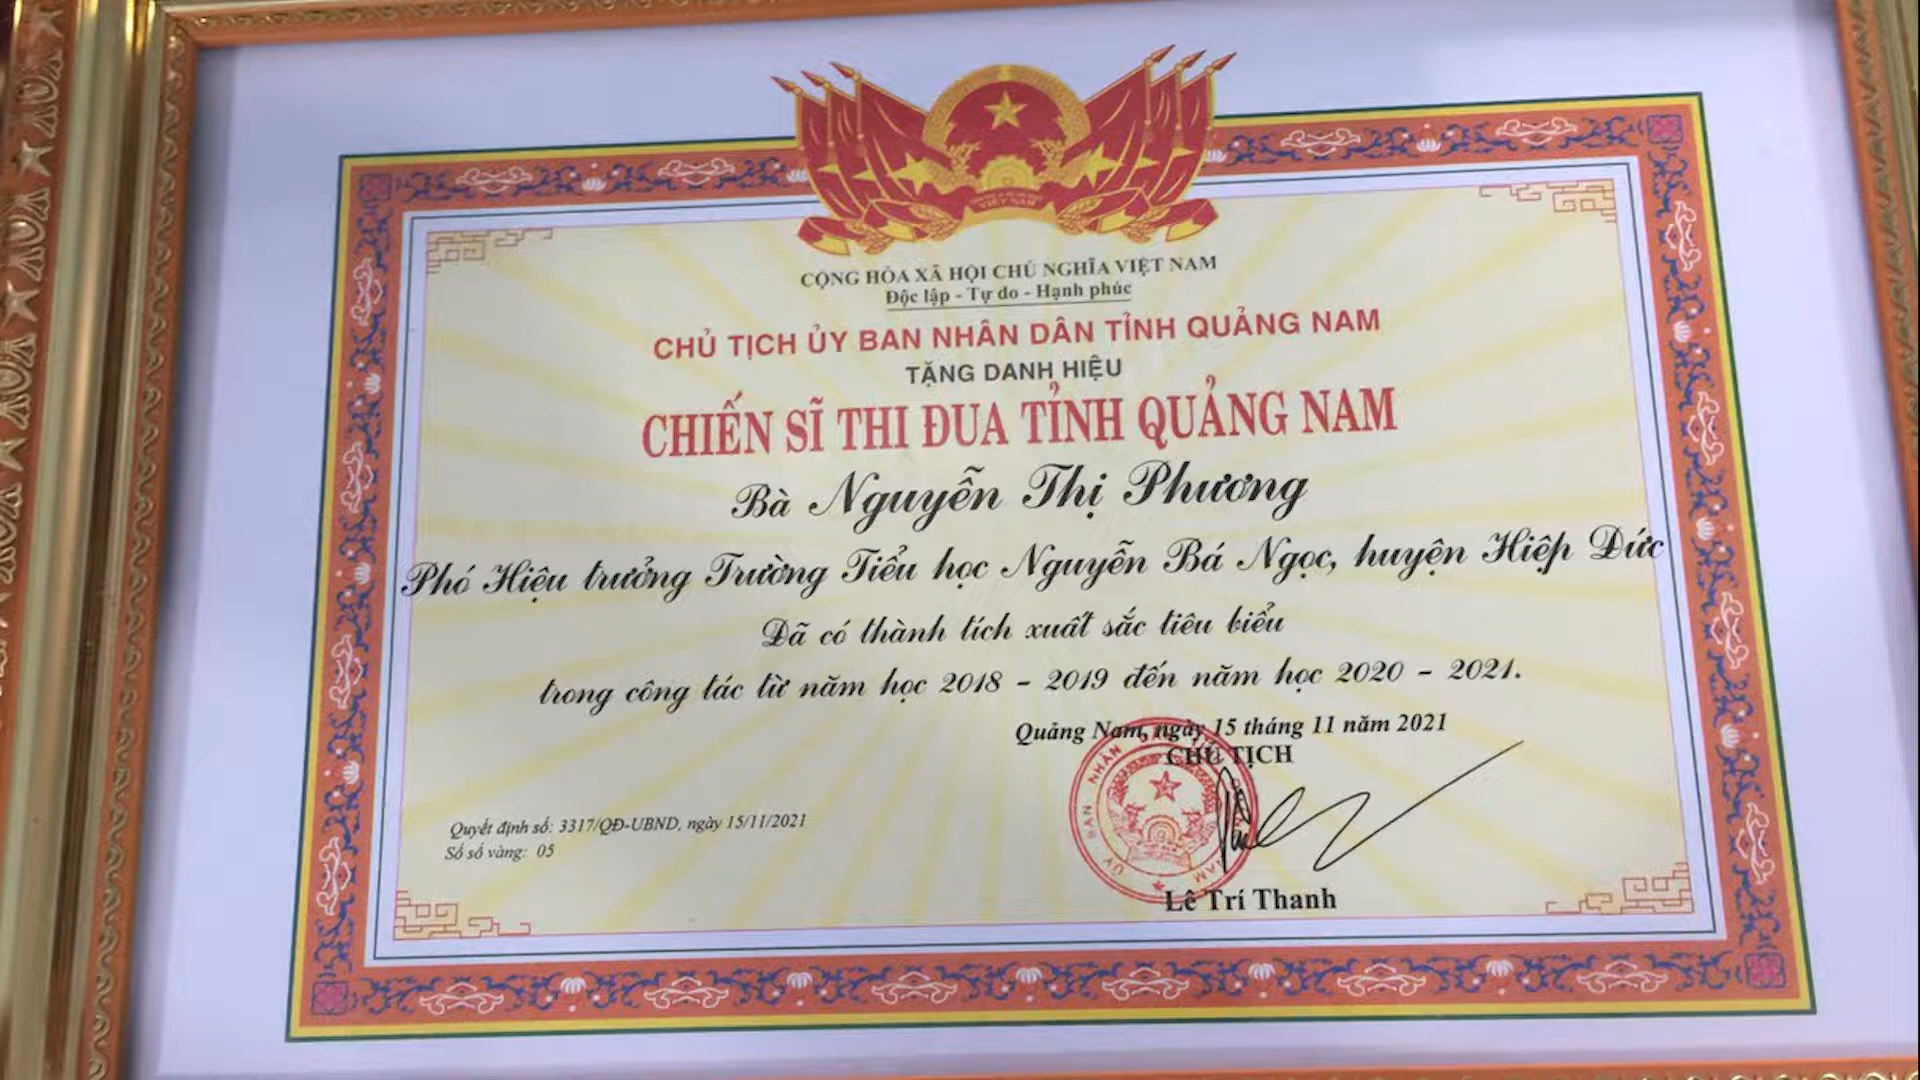 CỘNG HÒA XÃ HỘI CHỦ NGHĨA VIỆT NAM
Độc lập - Tự do - Hạnh phúc
CHỦ TỊCH ỦY BAN NHÂN DÂN TỈNH QUẢNG NAM
TẶNG DANH HIỆU
CHIẾN SĨ THI ĐUA TỈNH QUẢNG NAM
Bà Nguyễn Thị Phương
Phó Hiệu trưởng Trường Tiểu học Nguyễn Bá Ngọc, huyện Hiệp Đức
Đã có thành tích xuất sắc tiêu biểu
trong công tác từ năm học 2018 - 2019 đến năm học 2020 - 2021.
Quảng Nam, ngày 15 tháng 11 năm 2021
CHỦ TỊCH
Quyết định số: 3317/QĐ-UBND, ngày 15/11/2021
Số sổ vàng: 05
Lê Trí Thanh